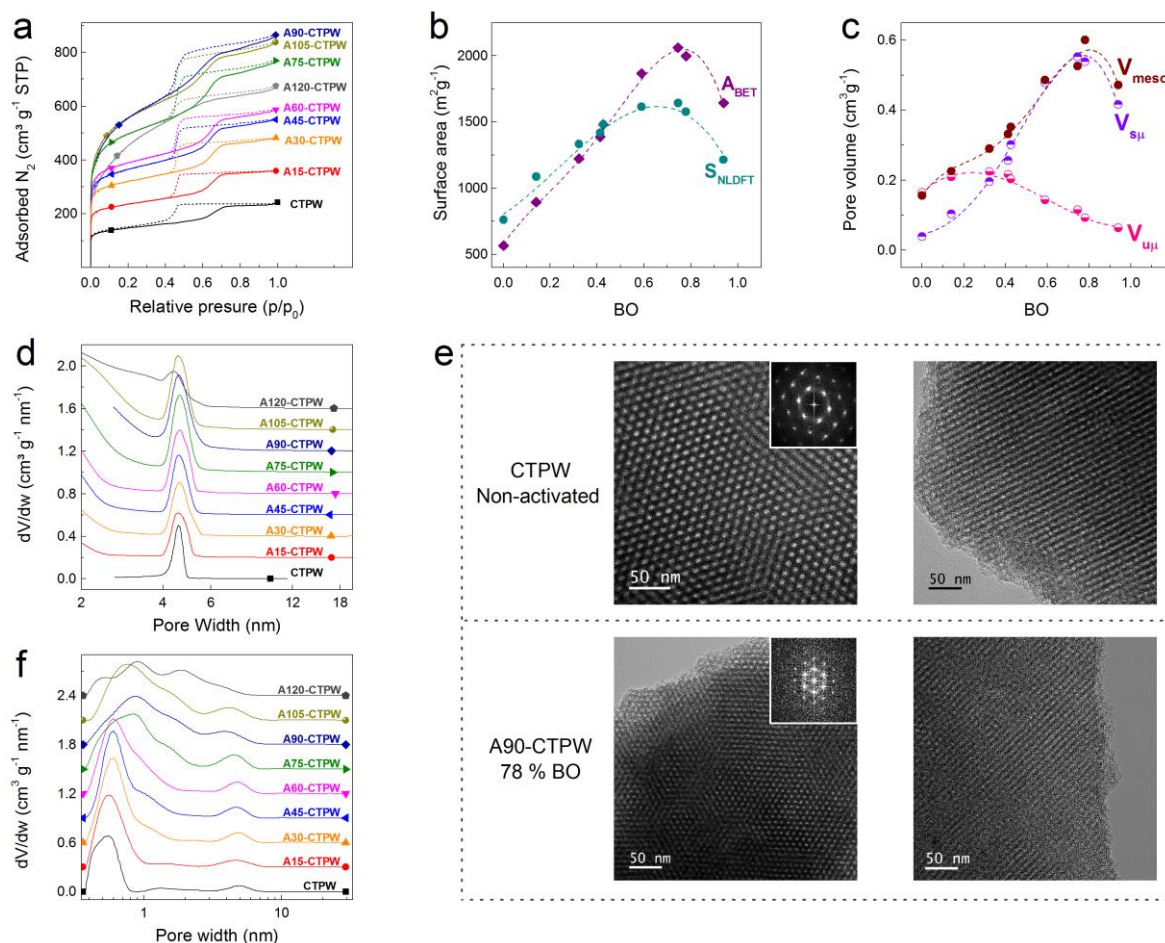 a
Adsorbed N₂ (cm³ g⁻¹ STP)
800
600
400
200
0.0 0.2 0.4 0.6 0.8 1.0
Relative presure (p/p₀)
A90-CTPW
A105-CTPW
A75-CTPW
A120-CTPW
A60-CTPW
A45-CTPW
A30-CTPW
A15-CTPW
CTPW
b
Surface area (m²g⁻¹)
2000
1500
1000
500
0.0 0.2 0.4 0.6 0.8 1.0
BO
A_BET
S_NLDFT
c
Pore volume (cm³g⁻¹)
0.6
0.4
0.2
0.0
0.0 0.2 0.4 0.6 0.8 1.0
BO
V_meso
V_sµ
V_uµ
d
dV/dw (cm³ g⁻¹ nm⁻¹)
2.0
1.6
1.2
0.8
0.4
0.0
2 4 6 12 18
Pore Width (nm)
A120-CTPW
A105-CTPW
A90-CTPW
A75-CTPW
A60-CTPW
A45-CTPW
A30-CTPW
A15-CTPW
CTPW
e
CTPW
Non-activated
50 nm
50 nm
A90-CTPW
78 % BO
50 nm
50 nm
f
dV/dw (cm³ g⁻¹ nm⁻¹)
2.4
1.8
1.2
0.6
0.0
1 10
Pore width (nm)
A120-CTPW
A105-CTPW
A90-CTPW
A75-CTPW
A60-CTPW
A45-CTPW
A30-CTPW
A15-CTPW
CTPW